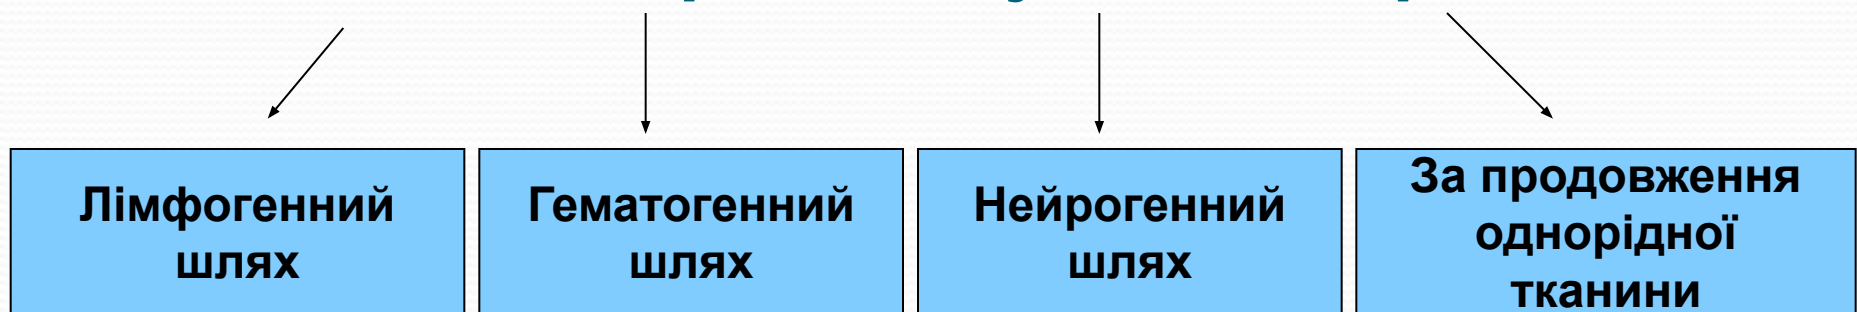 Лімфогенний
шлях
Гематогенний
шлях
Нейрогенний
шлях
За продовження
однорідної
тканини